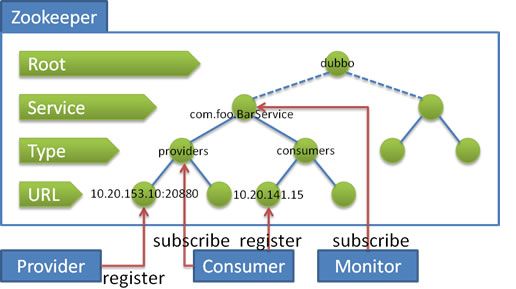 Zookeeper
Root
dubbo
Service
com.foo.BarService
Type
providers
consumers
URL
10.20.153.10:20880
10.20.141.15
subscribe
register
subscribe
Provider
register
Consumer
Monitor